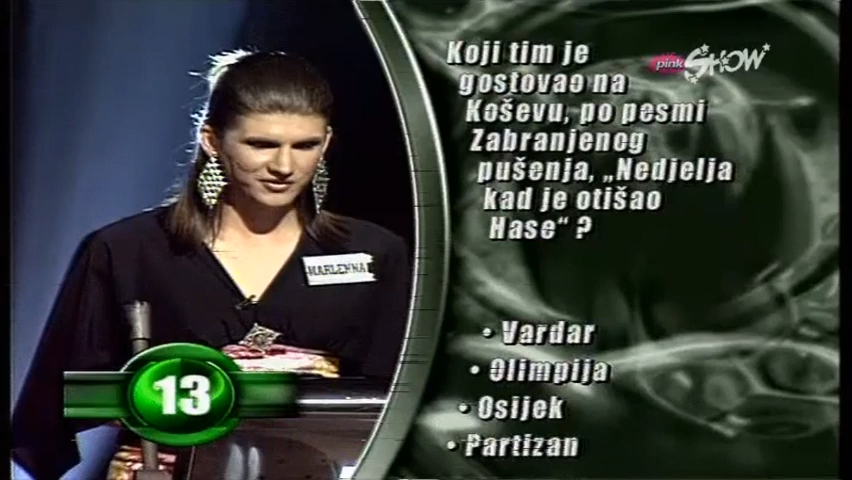 Koji tim je
gostovao na
Koševu, po pesmi
Zabranjenog
pušenja, „Nedjelja
kad je otišao
Hase“ ?
pink SHOW
MARLENNA
• Vardar
• Olimpija
• Osijek
• Partizan
13